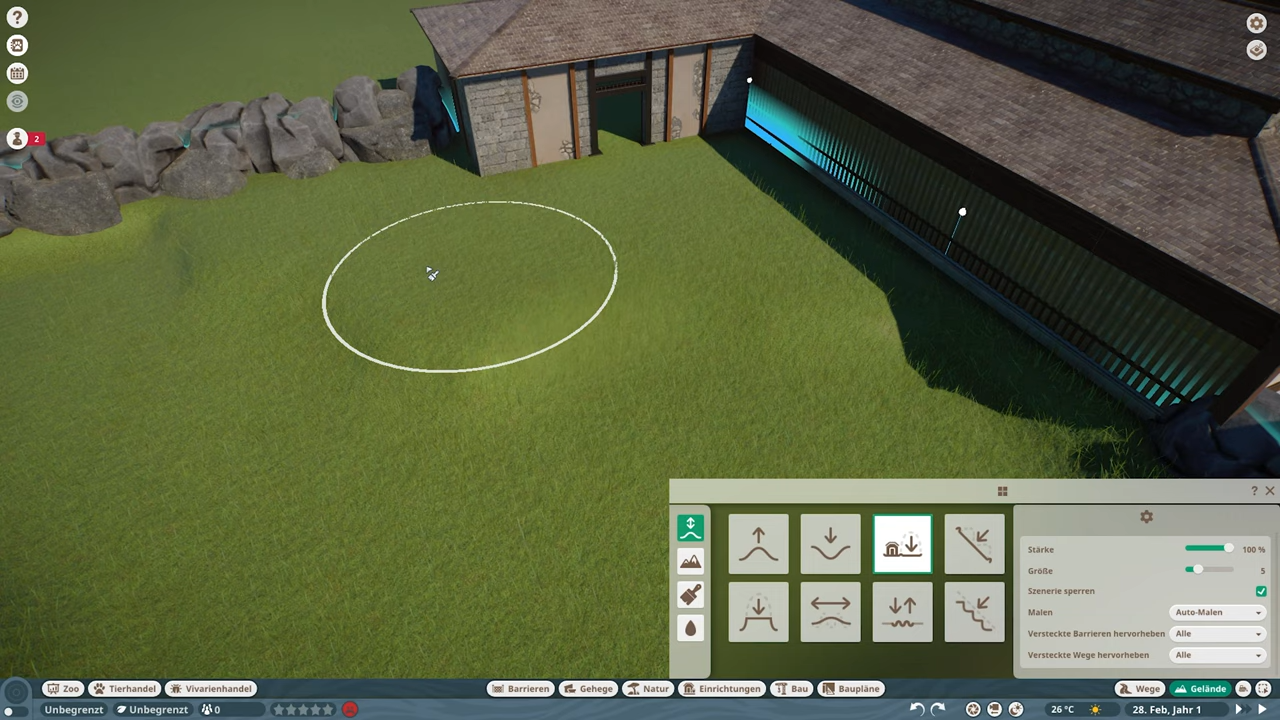 ?
2
? ×
Stärke 100 %
Größe 5
Szenerie sperren
Malen Auto-Malen
Versteckte Barrieren hervorheben Alle
Versteckte Wege hervorheben Alle
Zoo Tierhandel Vivarienhandel Barrieren Gehege Natur Einrichtungen Bau Baupläne Wege Gelände
Unbegrenzt Unbegrenzt 0 26 °C 28. Feb, Jahr 1